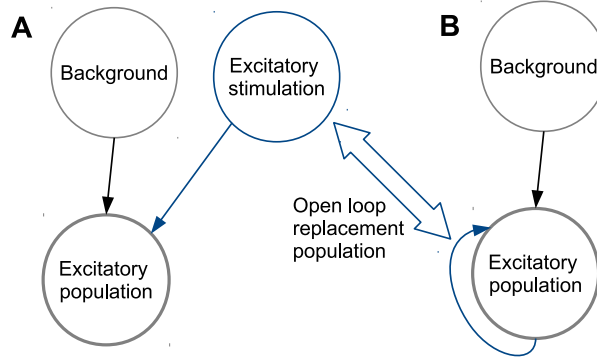 A
Background
Excitatory
stimulation
B
Background
Open loop
replacement
population
Excitatory
population
Excitatory
population